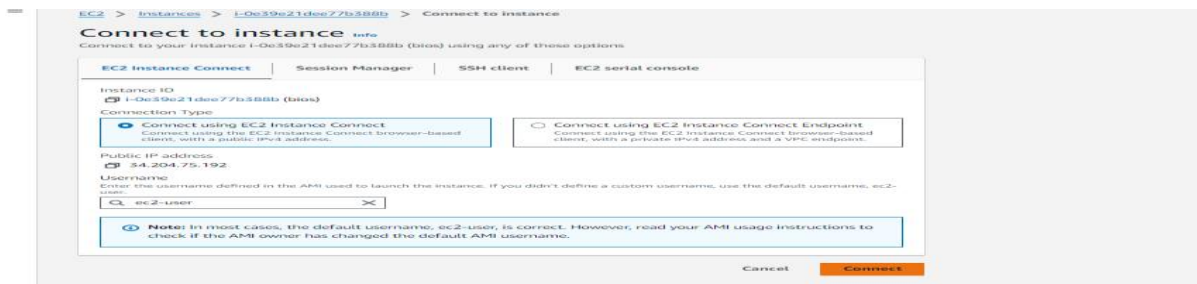 EC2 > Instances > i-0e39e21dee77b388b > Connect to instance
Connect to instance Info
Connect to your instance i-0e39e21dee77b388b (bios) using any of these options
EC2 Instance Connect
Session Manager
SSH client
EC2 serial console
Instance ID
i-0e39e21dee77b388b (bios)
Connection Type
Connect using EC2 Instance Connect
Connect using the EC2 Instance Connect browser-based
client, with a public IPv4 address.
Connect using EC2 Instance Connect Endpoint
Connect using the EC2 Instance Connect browser-based
client, with a private IPv4 address and a VPC endpoint.
Public IP address
34.204.75.192
Username
Enter the username defined in the AMI used to launch the instance. If you didn't define a custom username, use the default username, ec2-
user.
ec2-user
Note: In most cases, the default username, ec2-user, is correct. However, read your AMI usage instructions to
check if the AMI owner has changed the default AMI username.
Cancel
Connect